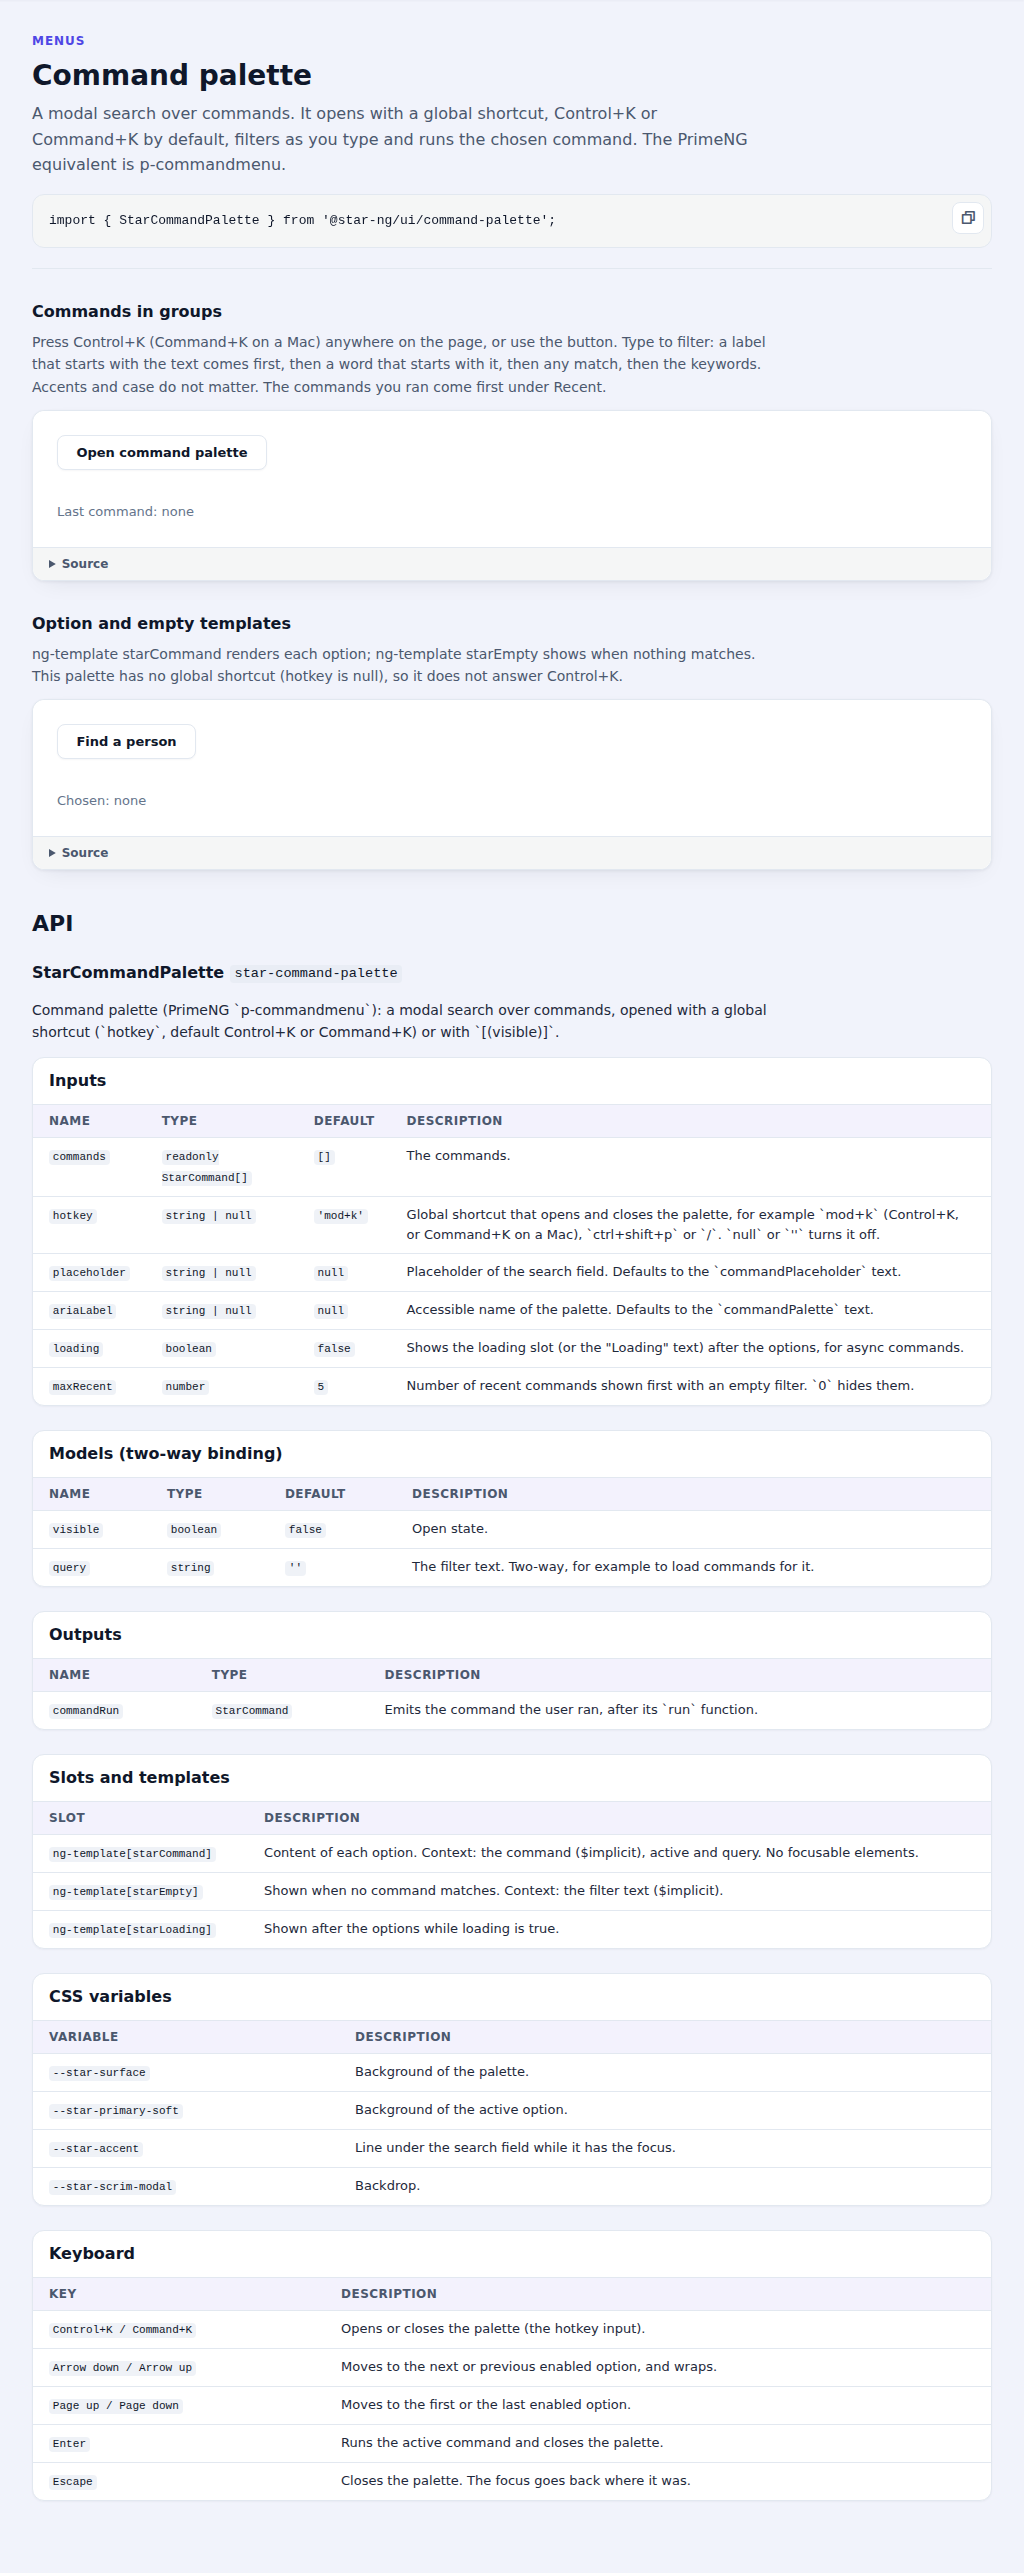 MENUS
Command palette
A modal search over commands. It opens with a global shortcut, Control+K or
Command+K by default, filters as you type and runs the chosen command. The PrimeNG
equivalent is p-commandmenu.
import { StarCommandPalette } from '@star-ng/ui/command-palette';
Commands in groups
Press Control+K (Command+K on a Mac) anywhere on the page, or use the button. Type to filter: a label
that starts with the text comes first, then a word that starts with it, then any match, then the keywords.
Accents and case do not matter. The commands you ran come first under Recent.
Open command palette
Last command: none
Source
Option and empty templates
ng-template starCommand renders each option; ng-template starEmpty shows when nothing matches.
This palette has no global shortcut (hotkey is null), so it does not answer Control+K.
Find a person
Chosen: none
Source
API
StarCommandPalette star-command-palette
Command palette (PrimeNG `p-commandmenu`): a modal search over commands, opened with a global
shortcut (`hotkey`, default Control+K or Command+K) or with `[(visible)]`.
Inputs
NAME TYPE DEFAULT DESCRIPTION
commands readonly [] The commands.
StarCommand[]
hotkey string | null 'mod+k' Global shortcut that opens and closes the palette, for example `mod+k` (Control+K,
or Command+K on a Mac), `ctrl+shift+p` or `/`. `null` or `''` turns it off.
placeholder string | null null Placeholder of the search field. Defaults to the `commandPlaceholder` text.
ariaLabel string | null null Accessible name of the palette. Defaults to the `commandPalette` text.
loading boolean false Shows the loading slot (or the "Loading" text) after the options, for async commands.
maxRecent number 5 Number of recent commands shown first with an empty filter. `0` hides them.
Models (two-way binding)
NAME TYPE DEFAULT DESCRIPTION
visible boolean false Open state.
query string '' The filter text. Two-way, for example to load commands for it.
Outputs
NAME TYPE DESCRIPTION
commandRun StarCommand Emits the command the user ran, after its `run` function.
Slots and templates
SLOT DESCRIPTION
ng-template[starCommand] Content of each option. Context: the command ($implicit), active and query. No focusable elements.
ng-template[starEmpty] Shown when no command matches. Context: the filter text ($implicit).
ng-template[starLoading] Shown after the options while loading is true.
CSS variables
VARIABLE DESCRIPTION
--star-surface Background of the palette.
--star-primary-soft Background of the active option.
--star-accent Line under the search field while it has the focus.
--star-scrim-modal Backdrop.
Keyboard
KEY DESCRIPTION
Control+K / Command+K Opens or closes the palette (the hotkey input).
Arrow down / Arrow up Moves to the next or previous enabled option, and wraps.
Page up / Page down Moves to the first or the last enabled option.
Enter Runs the active command and closes the palette.
Escape Closes the palette. The focus goes back where it was.